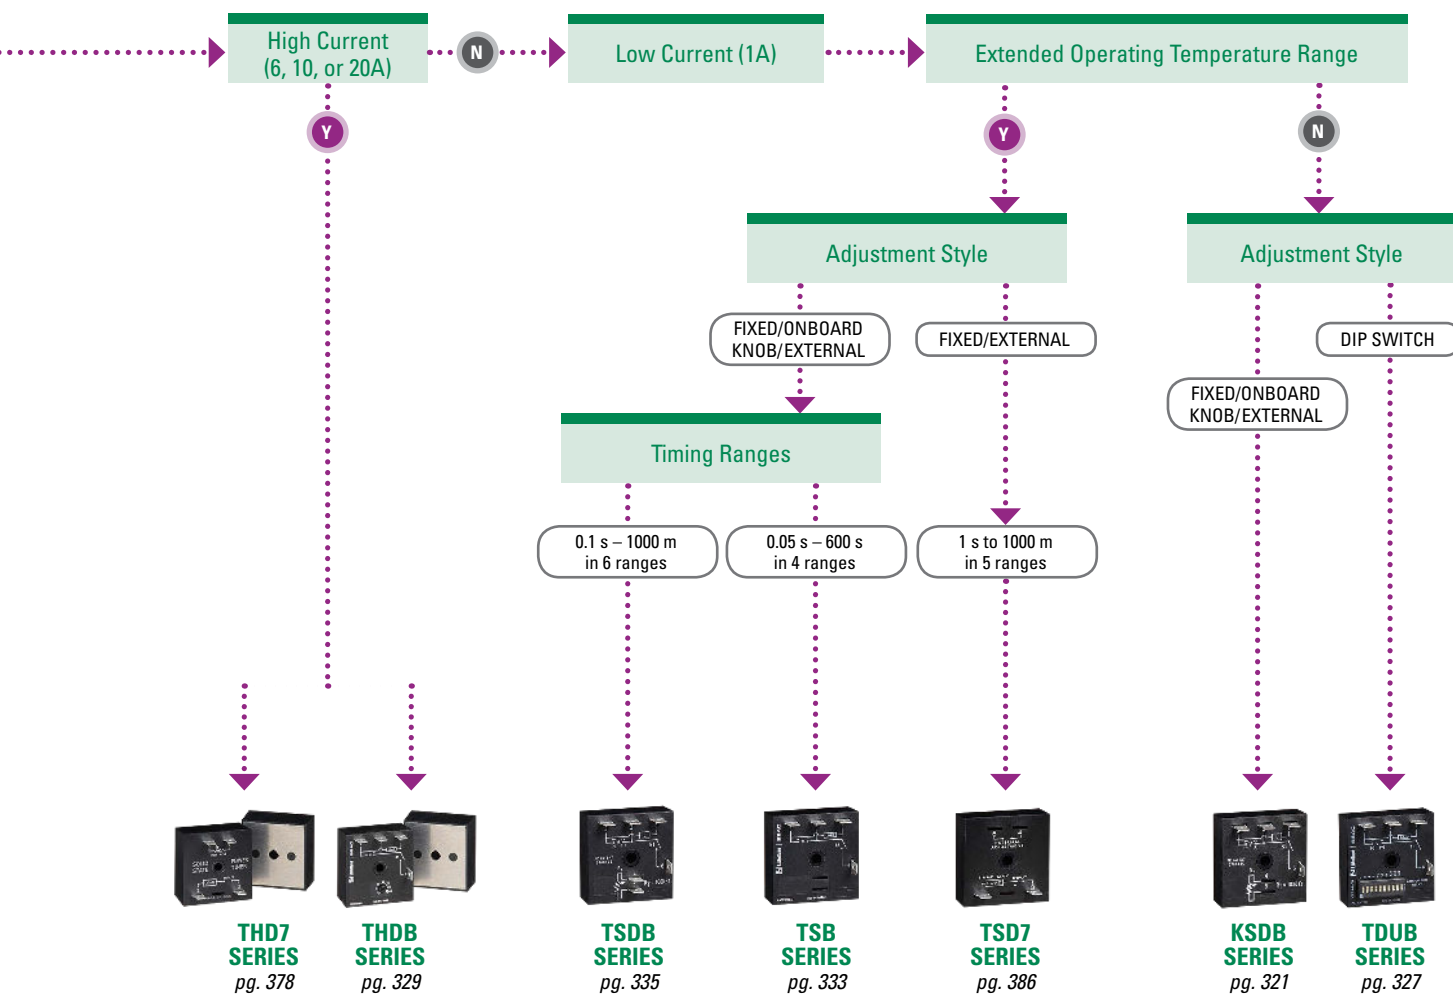 High Current
(6, 10, or 20A)
N
Low Current (1A)
Extended Operating Temperature Range
Y
Y
N
Adjustment Style
Adjustment Style
FIXED/ONBOARD
KNOB/EXTERNAL
FIXED/EXTERNAL
DIP SWITCH
FIXED/ONBOARD
KNOB/EXTERNAL
Timing Ranges
0.1 s – 1000 m
in 6 ranges
0.05 s – 600 s
in 4 ranges
1 s to 1000 m
in 5 ranges
SOLID STATE
POWER TIMER
THD7
SERIES
pg. 378
THDB
SERIES
pg. 329
TSDB
SERIES
pg. 335
TSB
SERIES
pg. 333
TSD7
SERIES
pg. 386
KSDB
SERIES
pg. 321
TDUB
SERIES
pg. 327